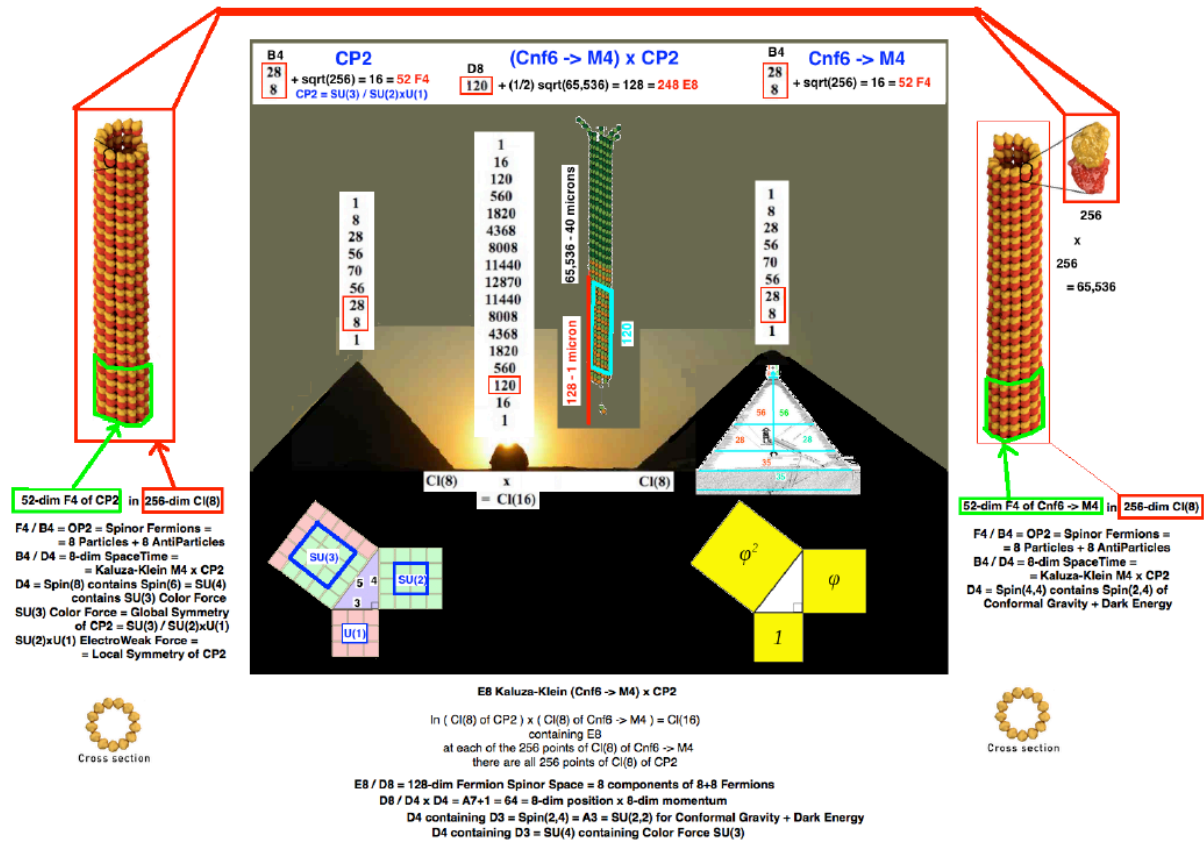 B4
28
8
CP2
+ sqrt(256) = 16 = 52 F4
CP2 = SU(3) / SU(2)xU(1)
(Cnf6 -> M4) x CP2
D8
120 + (1/2) sqrt(65,536) = 128 = 248 E8
B4
28
8
Cnf6 -> M4
+ sqrt(256) = 16 = 52 F4
1
8
28
56
70
56
28
8
1
1
16
120
560
1820
4368
8008
11440
12870
11440
8008
4368
1820
560
120
16
1
65,536 - 40 microns
128 - 1 micron
120
1
8
28
56
70
56
28
8
1
256
x
256
= 65,536
56 56
28 28
35
35
Cl(8) x Cl(8)
= Cl(16)
52-dim F4 of CP2 in 256-dim Cl(8)
F4 / B4 = OP2 = Spinor Fermions =
= 8 Particles + 8 AntiParticles
B4 / D4 = 8-dim SpaceTime =
= Kaluza-Klein M4 x CP2
D4 = Spin(8) contains Spin(6) = SU(4)
contains SU(3) Color Force
SU(3) Color Force = Global Symmetry
of CP2 = SU(3) / SU(2)xU(1)
SU(2)xU(1) ElectroWeak Force =
= Local Symmetry of CP2
Cross section
SU(3)
SU(2)
5 4
3
U(1)
φ²
φ
1
52-dim F4 of Cnf6 -> M4 in 256-dim Cl(8)
F4 / B4 = OP2 = Spinor Fermions =
= 8 Particles + 8 AntiParticles
B4 / D4 = 8-dim SpaceTime =
= Kaluza-Klein M4 x CP2
D4 = Spin(4,4) contains Spin(2,4) of
Conformal Gravity + Dark Energy
Cross section
E8 Kaluza-Klein (Cnf6 -> M4) x CP2
In ( Cl(8) of CP2 ) x ( Cl(8) of Cnf6 -> M4 ) = Cl(16)
containing E8
at each of the 256 points of Cl(8) of Cnf6 -> M4
there are all 256 points of Cl(8) of CP2
E8 / D8 = 128-dim Fermion Spinor Space = 8 components of 8+8 Fermions
D8 / D4 x D4 = A7+1 = 64 = 8-dim position x 8-dim momentum
D4 containing D3 = Spin(2,4) = A3 = SU(2,2) for Conformal Gravity + Dark Energy
D4 containing D3 = SU(4) containing Color Force SU(3)